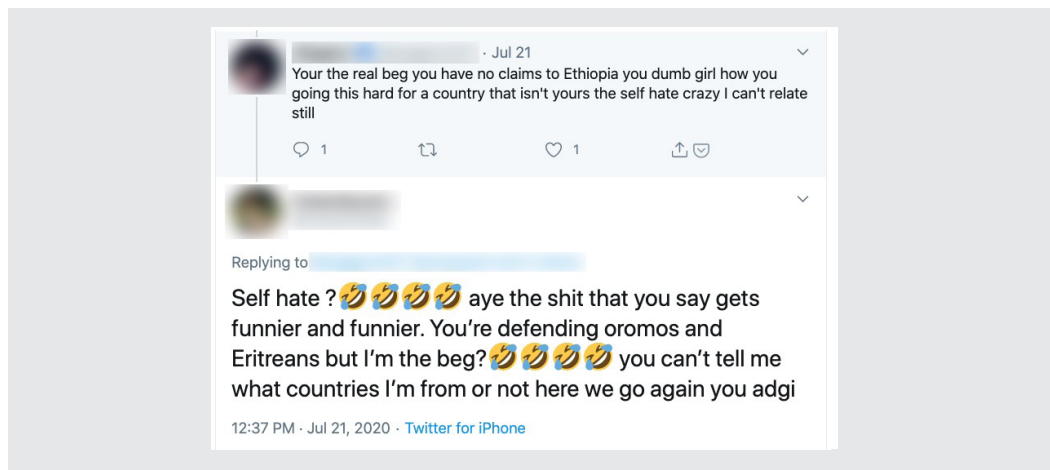 · Jul 21
Your the real beg you have no claims to Ethiopia you dumb girl how you
going this hard for a country that isn't yours the self hate crazy I can't relate
still
1 1
Replying to
Self hate ?🤣🤣🤣🤣 aye the shit that you say gets
funnier and funnier. You're defending oromos and
Eritreans but I'm the beg?🤣🤣🤣🤣 you can't tell me
what countries I'm from or not here we go again you adgi
12:37 PM · Jul 21, 2020 · Twitter for iPhone